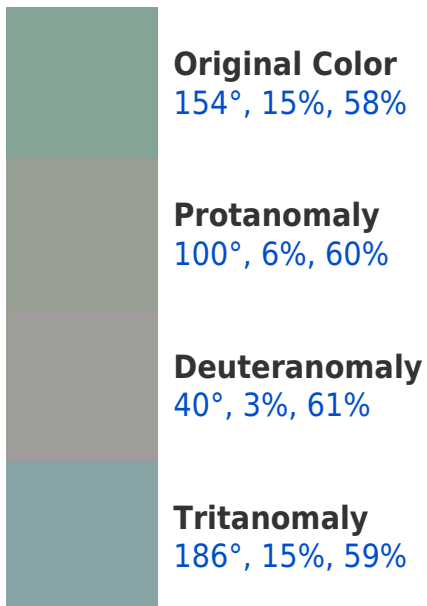 Original Color
154°, 15%, 58%
Protanomaly
100°, 6%, 60%
Deuteranomaly
40°, 3%, 61%
Tritanomaly
186°, 15%, 59%